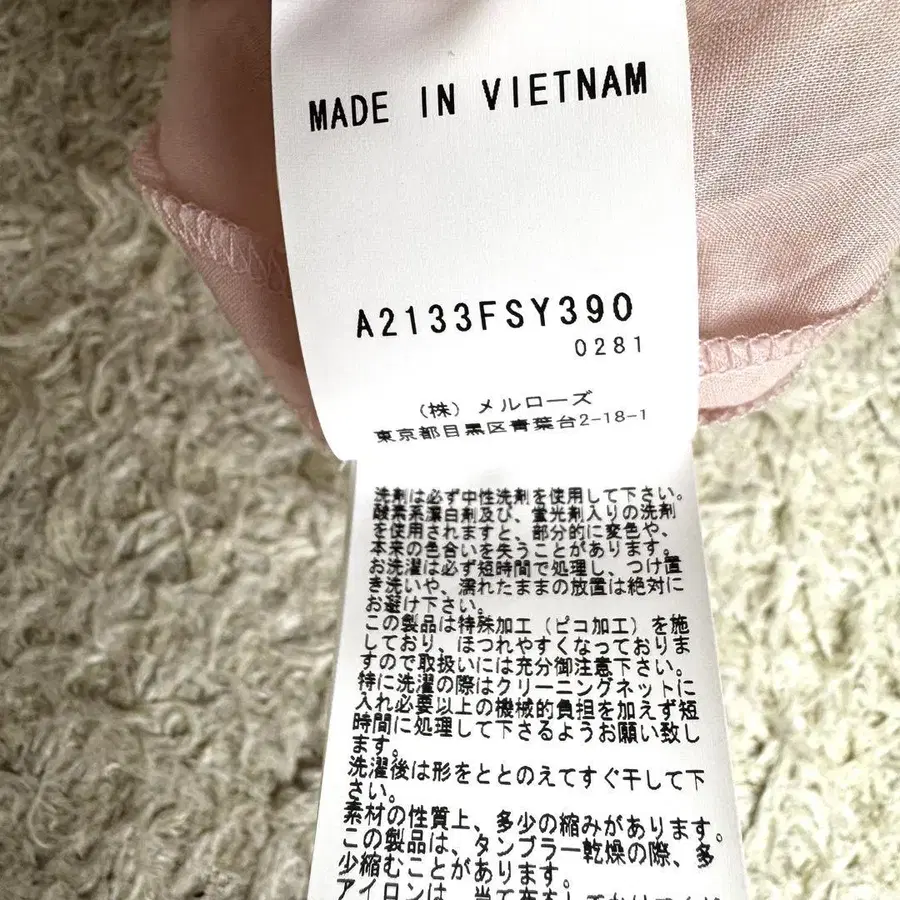 MADE IN VIETNAM
A2133FSY390
0281
（株）メルローズ
東京都目黒区青葉台2-18-1
洗剤は必ず中性洗剤を使用して下さい。
酸素系漂白剤及び、蛍光剤入りの洗剤
を使用されますと、部分的に変色や、
本来の色合いを失うことがあります。
お洗濯は必ず短時間で処理し、つけ置
き洗いや、濡れたままの放置は絶対に
お避け下さい。
この製品は特殊加工（ピコ加工）を施
しており、ほつれやすくなっておりま
すので取扱いには充分御注意下さい。
特に洗濯の際はクリーニングネットに
入れ必要以上の機械的負担を加えず短
時間に処理して下さるようお願い致し
ます。
洗濯後は形をととのえてすぐ干して下
さい。
素材の性質上、多少の縮みがあります。
この製品は、タンブラー乾燥の際、多
少縮むことがあります。
アイロンは、当て布を